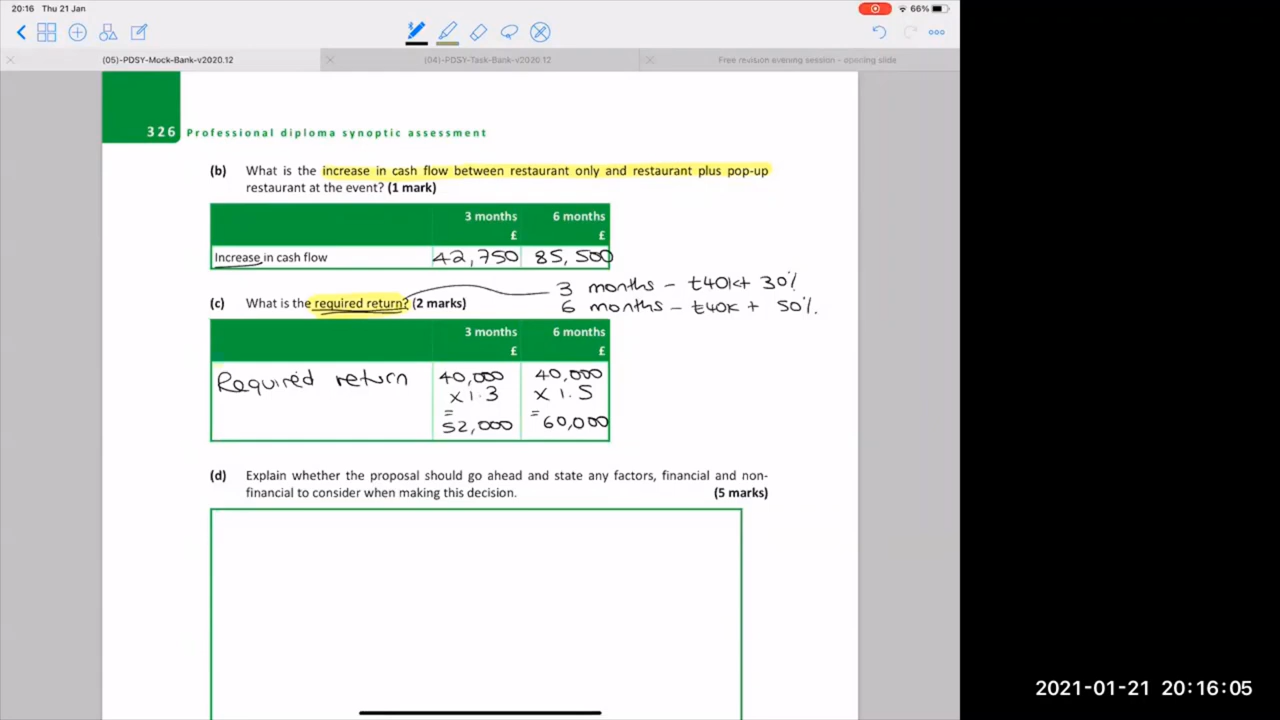 20:16 Thu 21 Jan
66%
(05)-PDSY-Mock-Bank-v2020.12
(04)-PDSY-Task-Bank-v2020.12
Free revision evening session - opening slide
326 Professional diploma synoptic assessment
(b) What is the increase in cash flow between restaurant only and restaurant plus pop-up
restaurant at the event? (1 mark)
3 months 6 months
£ £
Increase in cash flow 42,750 85,500
3 months - £40k + 30%
(c) What is the required return? (2 marks)
6 months - £40k + 50%.
3 months 6 months
£ £
Required return 40,000 40,000
x 1.3 x 1.5
= =
52,000 60,000
(d) Explain whether the proposal should go ahead and state any factors, financial and non-
financial to consider when making this decision. (5 marks)
2021-01-21 20:16:05